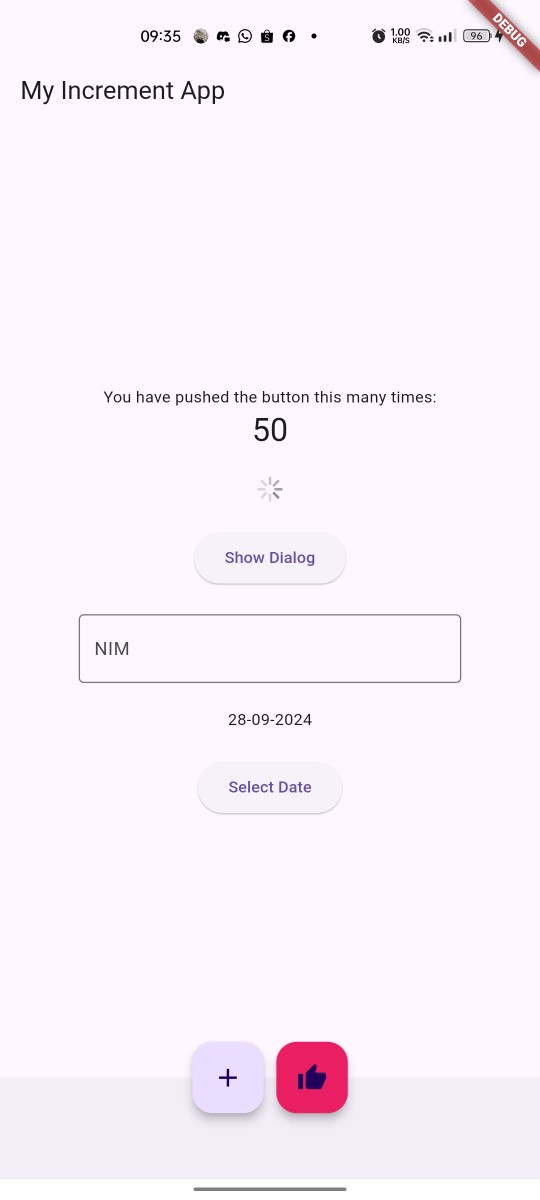 09:35
1.00
KB/S
96
DEBUG
My Increment App
You have pushed the button this many times:
50
Show Dialog
NIM
28-09-2024
Select Date